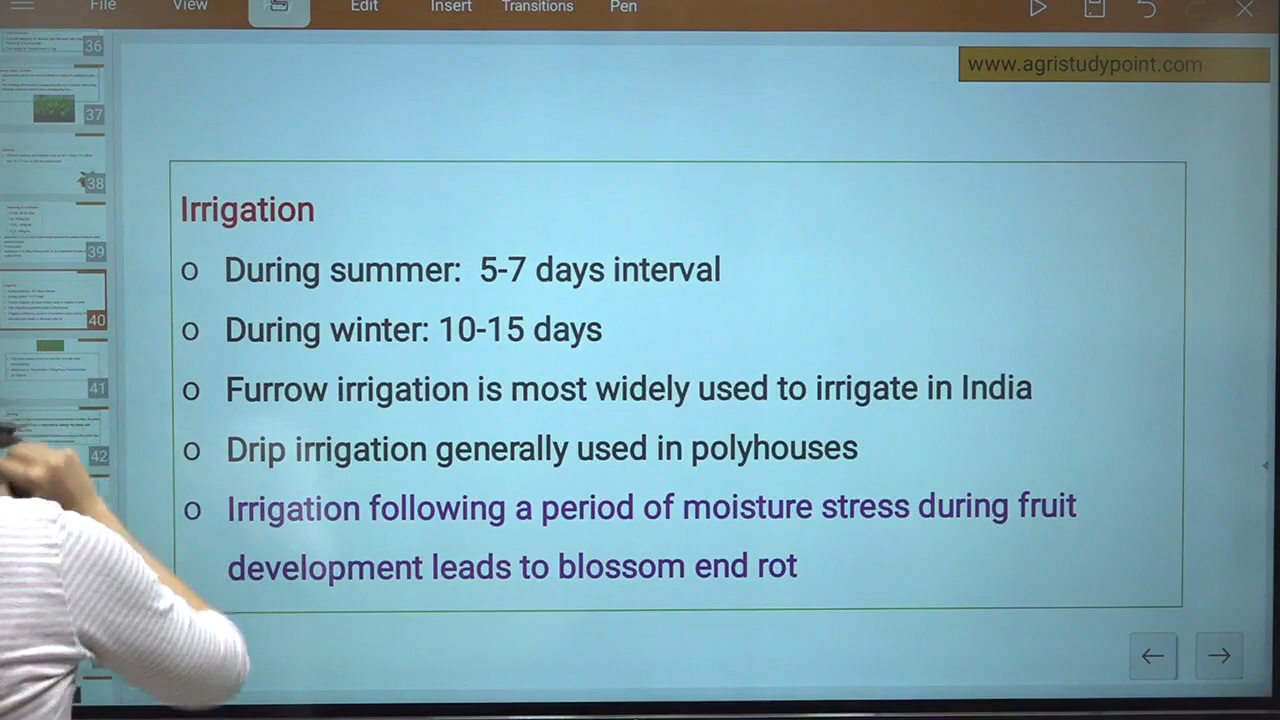 File View Edit Insert Transitions Pen
www.agristudypoint.com
36
37
38
39
40
41
42
Irrigation
o During summer: 5-7 days interval
o During winter: 10-15 days
o Furrow irrigation is most widely used to irrigate in India
o Drip irrigation generally used in polyhouses
o Irrigation following a period of moisture stress during fruit
development leads to blossom end rot